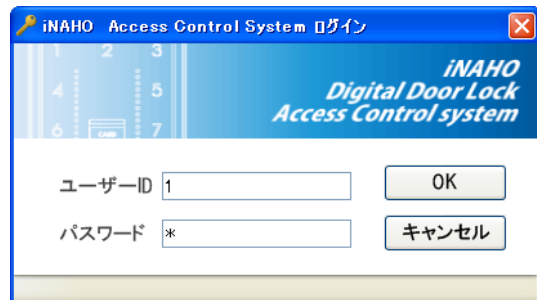 iNAHO Access Control System ログイン
1 2 3
4 5
6 7
CARD
iNAHO
Digital Door Lock
Access Control system
ユーザーID 1 OK
パスワード * キャンセル